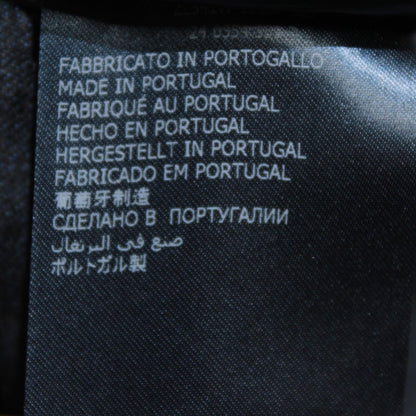 FABBRICATO IN PORTOGALLO
MADE IN PORTUGAL
FABRIQUÉ AU PORTUGAL
HECHO EN PORTUGAL
HERGESTELLT IN PORTUGAL
FABRICADO EM PORTUGAL
葡萄牙制造
СДЕЛАНО В ПОРТУГАЛИИ
صنع في البرتغال
ポルトガル製